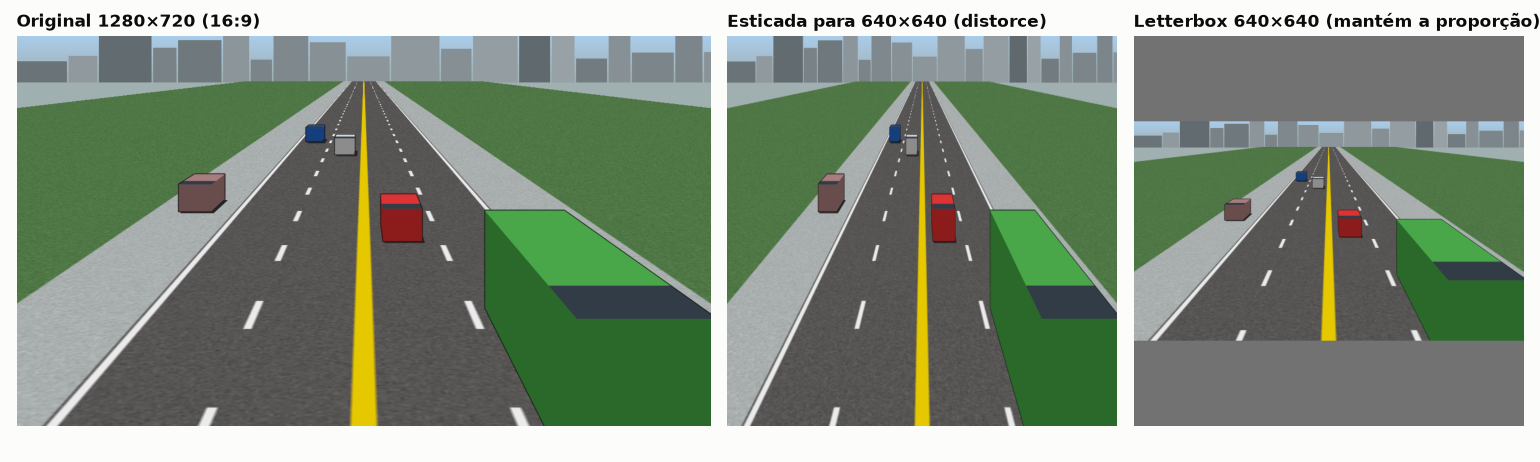 Original 1280×720 (16:9)
Esticada para 640×640 (distorce)
Letterbox 640×640 (mantém a proporção)